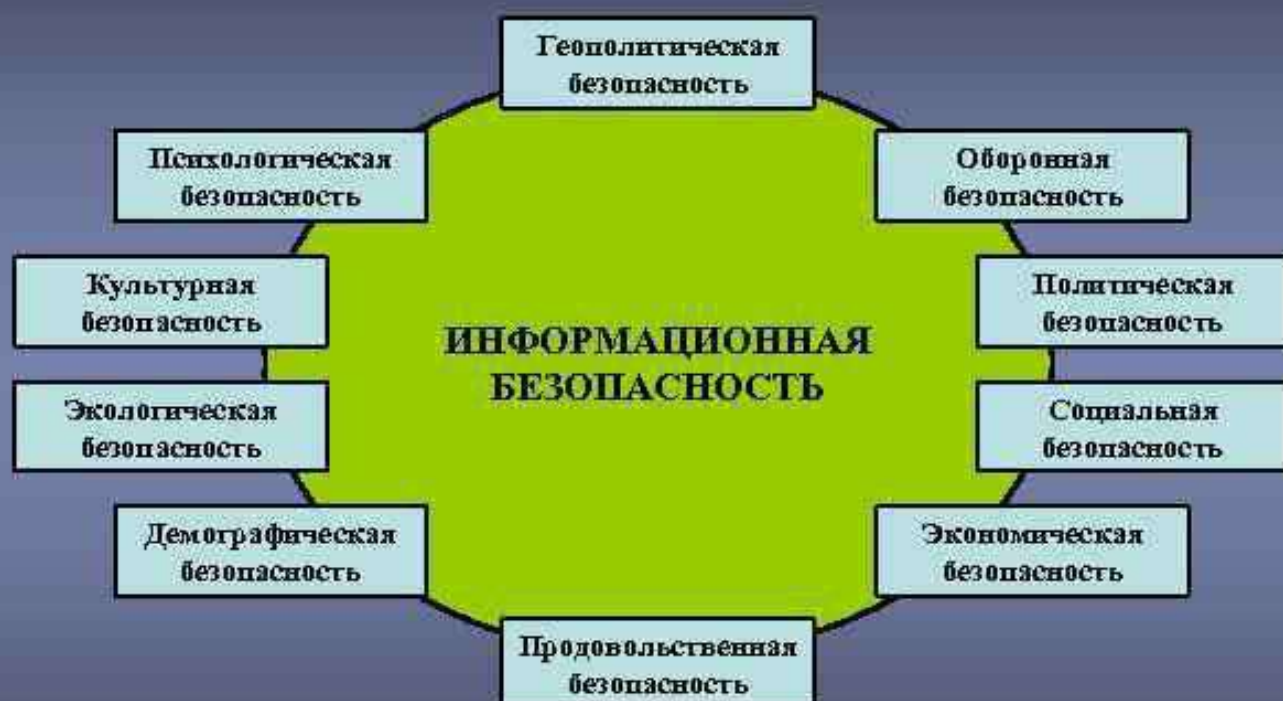 Геополитическая
безопасность
Психологическая
безопасность
Оборонная
безопасность
Культурная
безопасность
Политическая
безопасность
ИНФОРМАЦИОННАЯ
БЕЗОПАСНОСТЬ
Экологическая
безопасность
Социальная
безопасность
Демографическая
безопасность
Экономическая
безопасность
Продовольственная
безопасность